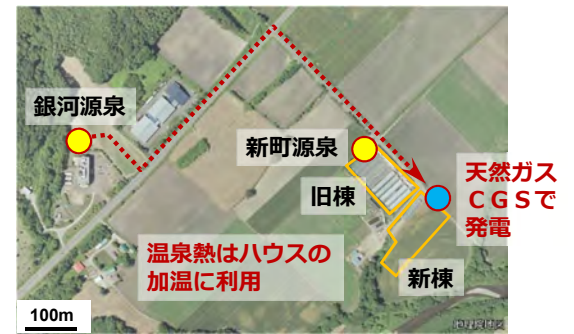 銀河源泉
新町源泉
天然ガス
ＣＧＳで
発電
旧棟
温泉熱はハウスの
加温に利用
新棟
100m